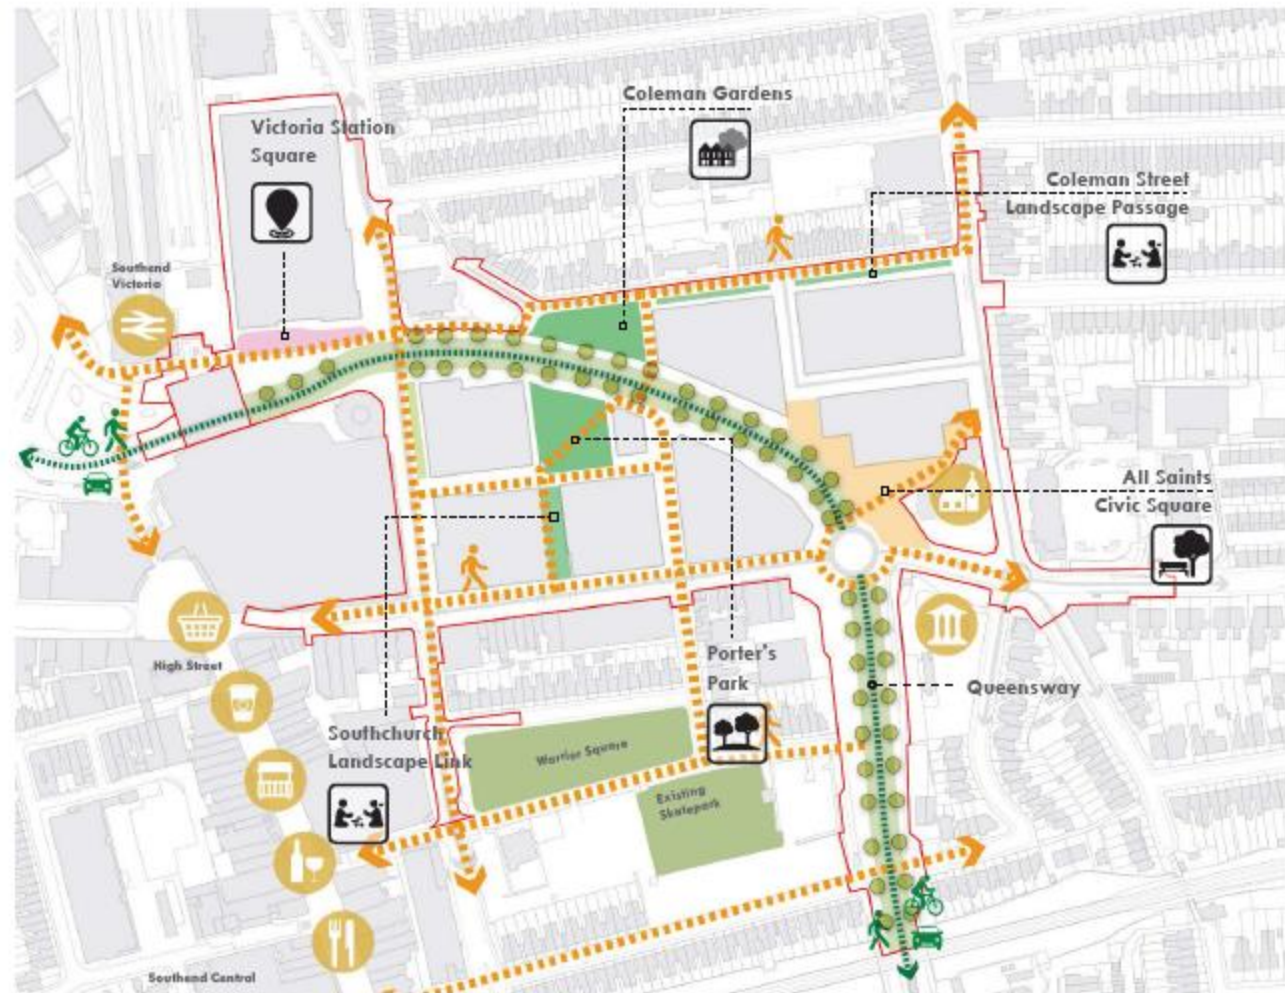 Coleman Gardens
Victoria Station
Square
Coleman Street
Landscape Passage
Southend
Victoria
All Saints
Civic Square
High Street
Porter's
Park
Queensway
Southchurch
Landscape Link
Warrior Square
Existing
Skatepark
Southend Central